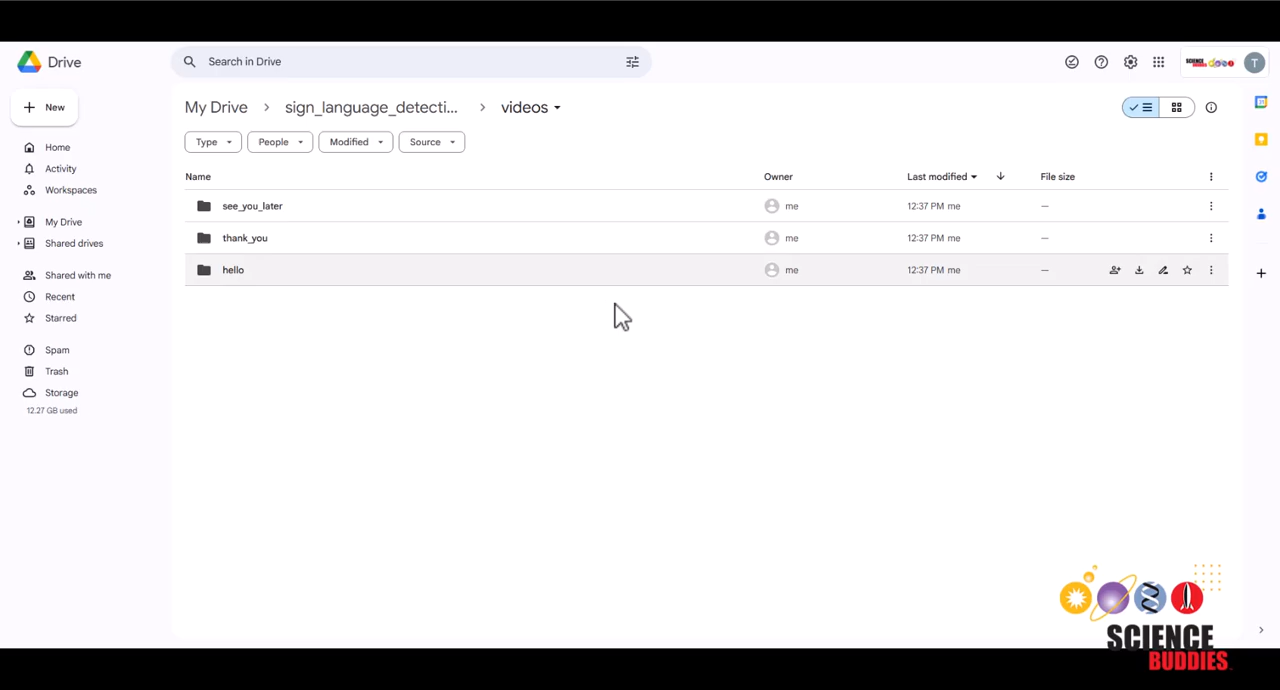 Drive
Search in Drive
T
New
My Drive > sign_language_detecti... > videos
Type People Modified Source
Home
Activity
Workspaces
My Drive
Shared drives
Shared with me
Recent
Starred
Spam
Trash
Storage
12.27 GB used
Name Owner Last modified File size
see_you_later me 12:37 PM me —
thank_you me 12:37 PM me —
hello me 12:37 PM me —
SCIENCE
BUDDIES